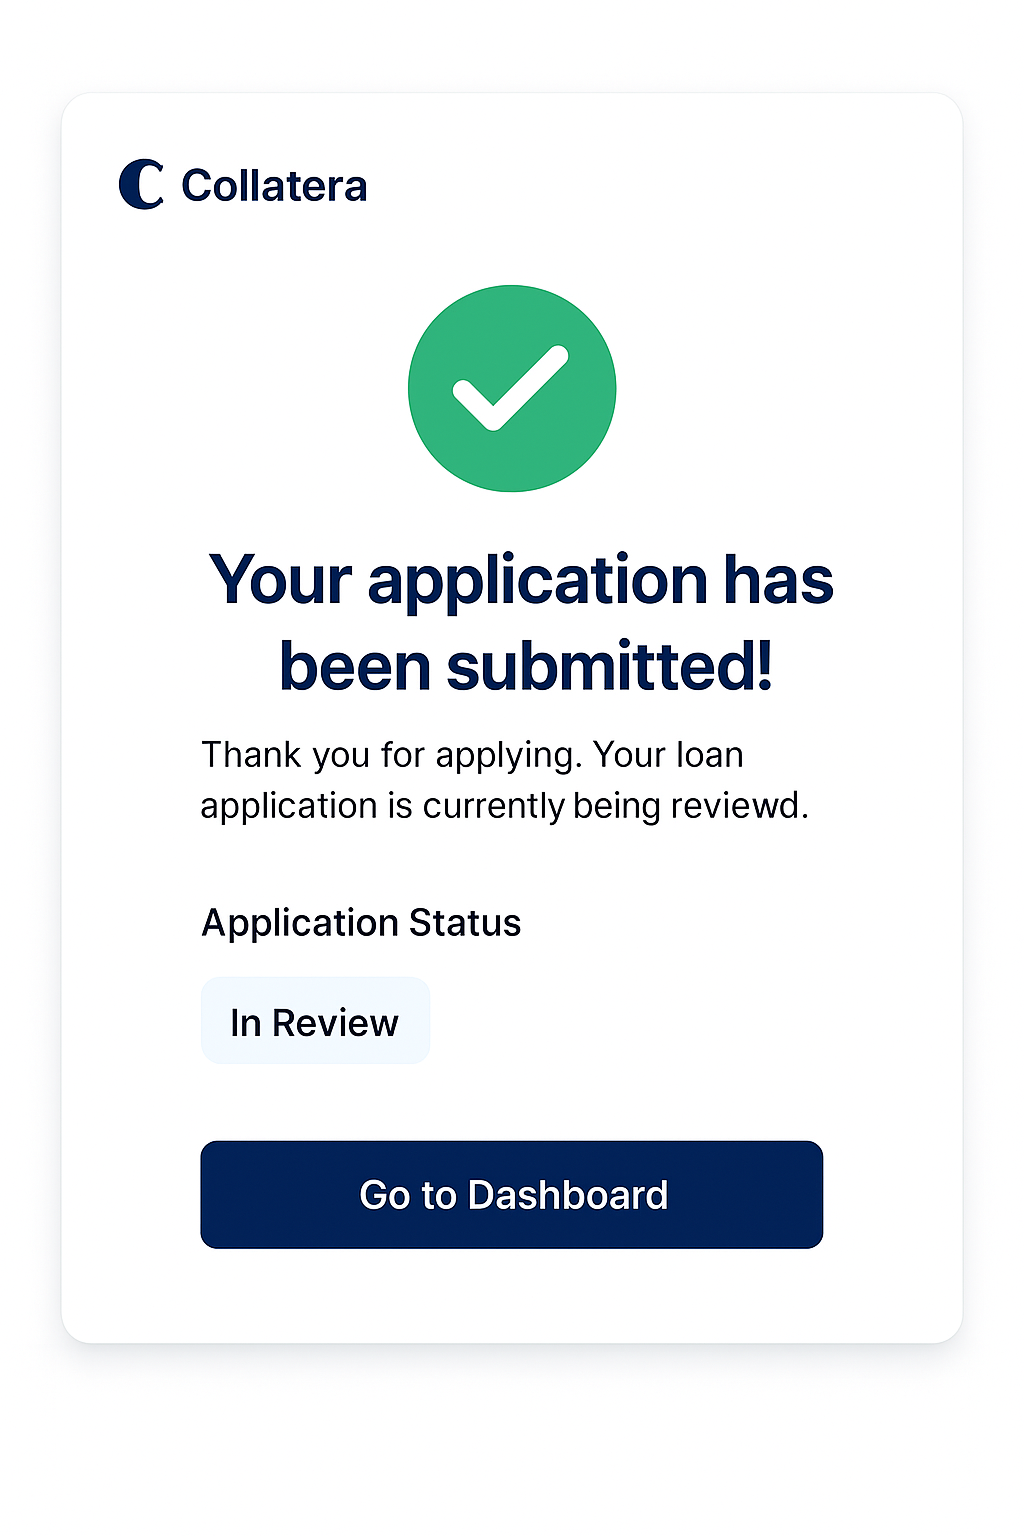 Collatera
Your application has
been submitted!
Thank you for applying. Your loan
application is currently being reviewd.
Application Status
In Review
Go to Dashboard